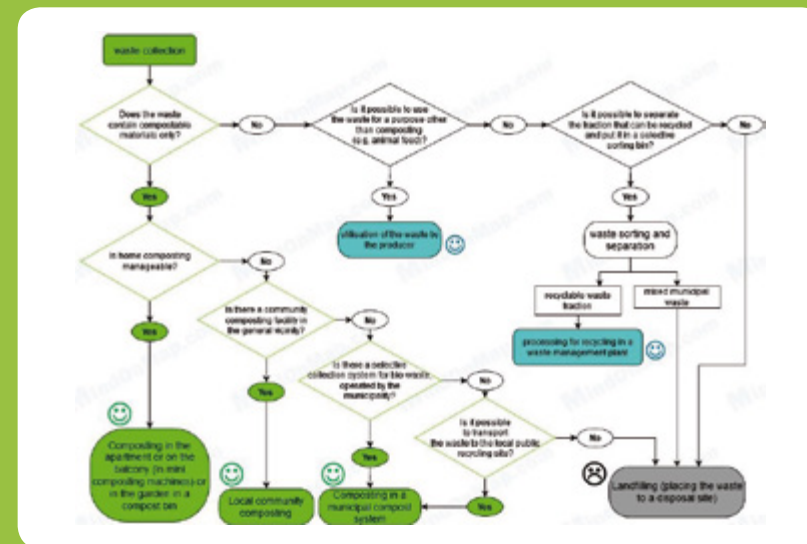 waste collection
Does the waste
contain compostable
materials only?
No
Is it possible to use
the waste for a purpose other
than composting
(e.g. animal feed)?
No
Is it possible to separate
the fraction that can be recycled
and put it in a selective
sorting bin?
No
Yes
Yes
Yes
utilisation of the waste by
the producer
waste sorting and
separation
Is home composting
manageable?
No
recyclable waste
fraction
mixed municipal
waste
Is there a community
composting facility in
the general vicinity?
No
Yes
processing for recycling in a
waste management plant
Is there a selective
collection system for bio waste
operated by the
municipality?
No
Yes
Is it possible
to transport
the waste to the local public
recycling site?
No
Yes
Composting in the
apartment or on the
balcony (in mini
composting machines) or
in the garden in a
compost bin
Local community
composting
Composting in a
municipal compost
system
Yes
Landfilling (placing the waste
to a disposal site)